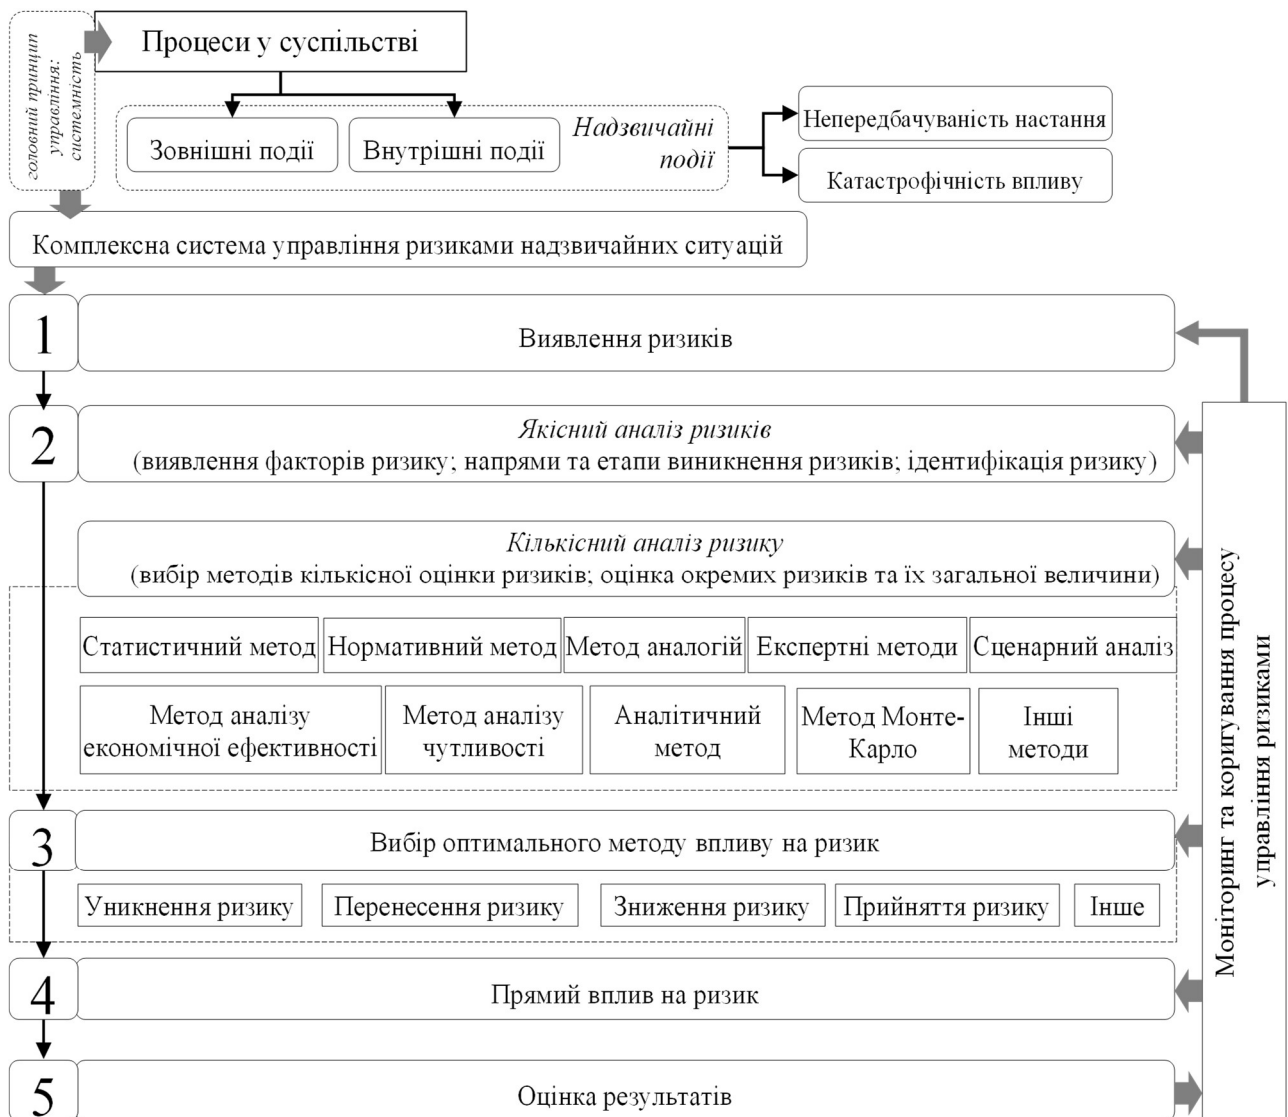 головний принцип
управління:
системність
Процеси у суспільстві
Зовнішні події
Внутрішні події
Надзвичайні
події
Непередбачуваність настання
Катастрофічність впливу
Комплексна система управління ризиками надзвичайних ситуацій
1
Виявлення ризиків
2
Якісний аналіз ризиків
(виявлення факторів ризику; напрями та етапи виникнення ризиків; ідентифікація ризику)
Кількісний аналіз ризику
(вибір методів кількісної оцінки ризиків; оцінка окремих ризиків та їх загальної величини)
Статистичний метод
Нормативний метод
Метод аналогій
Експертні методи
Сценарний аналіз
Метод аналізу
економічної ефективності
Метод аналізу
чутливості
Аналітичний
метод
Метод Монте-
Карло
Інші
методи
3
Вибір оптимального методу впливу на ризик
Уникнення ризику
Перенесення ризику
Зниження ризику
Прийняття ризику
Інше
4
Прямий вплив на ризик
5
Оцінка результатів
Моніторинг та коригування процесу
управління ризиками